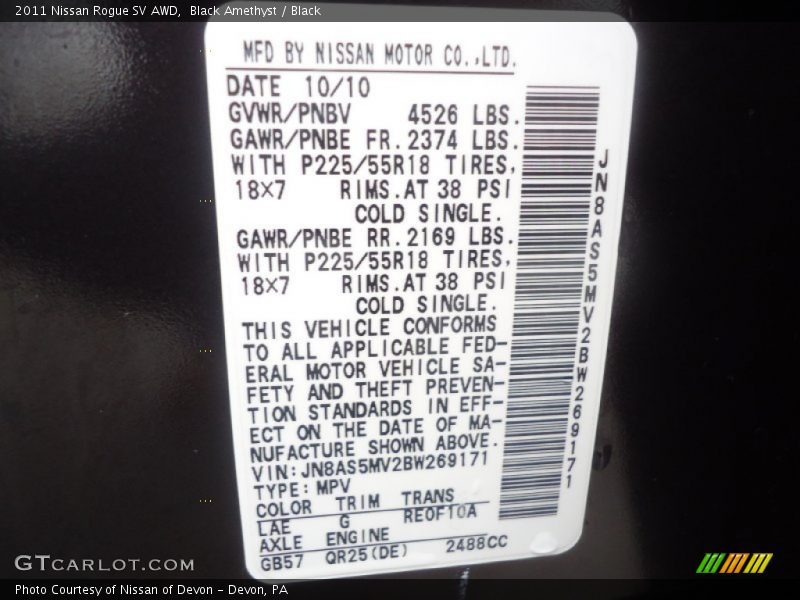 2011 Nissan Rogue SV AWD, Black Amethyst / Black
MFD BY NISSAN MOTOR CO.,LTD.
DATE 10/10
GVWR/PNBV 4526 LBS.
GAWR/PNBE FR.2374 LBS.
WITH P225/55R18 TIRES,
18X7 RIMS.AT 38 PSI
COLD SINGLE.
GAWR/PNBE RR.2169 LBS.
WITH P225/55R18 TIRES,
18X7 RIMS.AT 38 PSI
COLD SINGLE.
THIS VEHICLE CONFORMS
TO ALL APPLICABLE FED-
ERAL MOTOR VEHICLE SA-
FETY AND THEFT PREVEN-
TION STANDARDS IN EFF-
ECT ON THE DATE OF MA-
NUFACTURE SHOWN ABOVE.
VIN:JN8AS5MV2BW269171
TYPE:MPV
COLOR TRIM TRANS
LAE G RE0F10A
AXLE ENGINE
GB57 QR25(DE) 2488CC
JN8AS5MV2BW269171
GTCARLOT.COM
Photo Courtesy of Nissan of Devon - Devon, PA